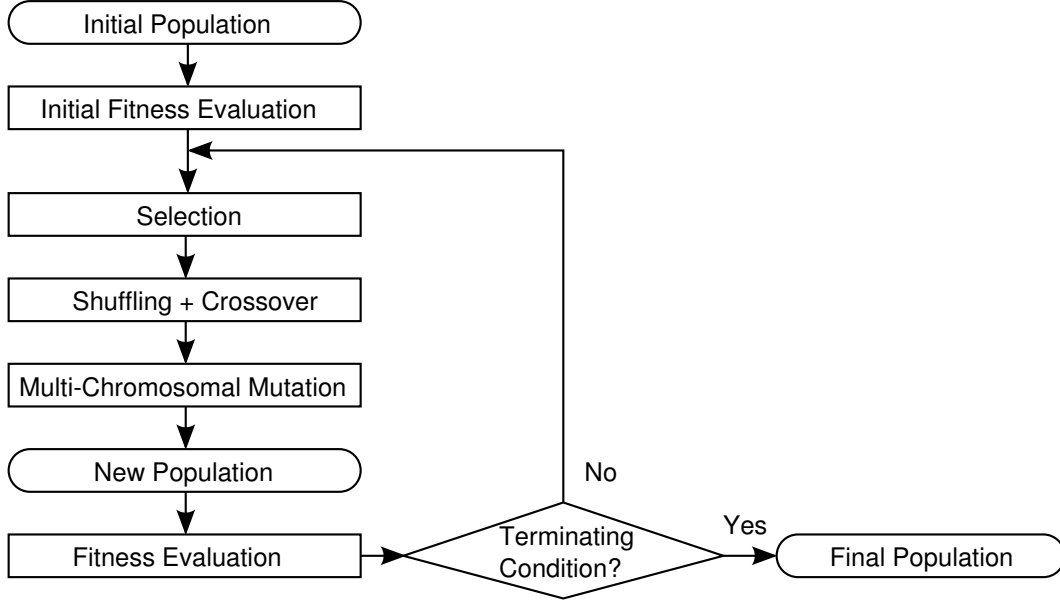 Initial Population
Initial Fitness Evaluation
Selection
Shuffling + Crossover
Multi-Chromosomal Mutation
New Population
No
Fitness Evaluation
Terminating
Condition?
Yes
Final Population